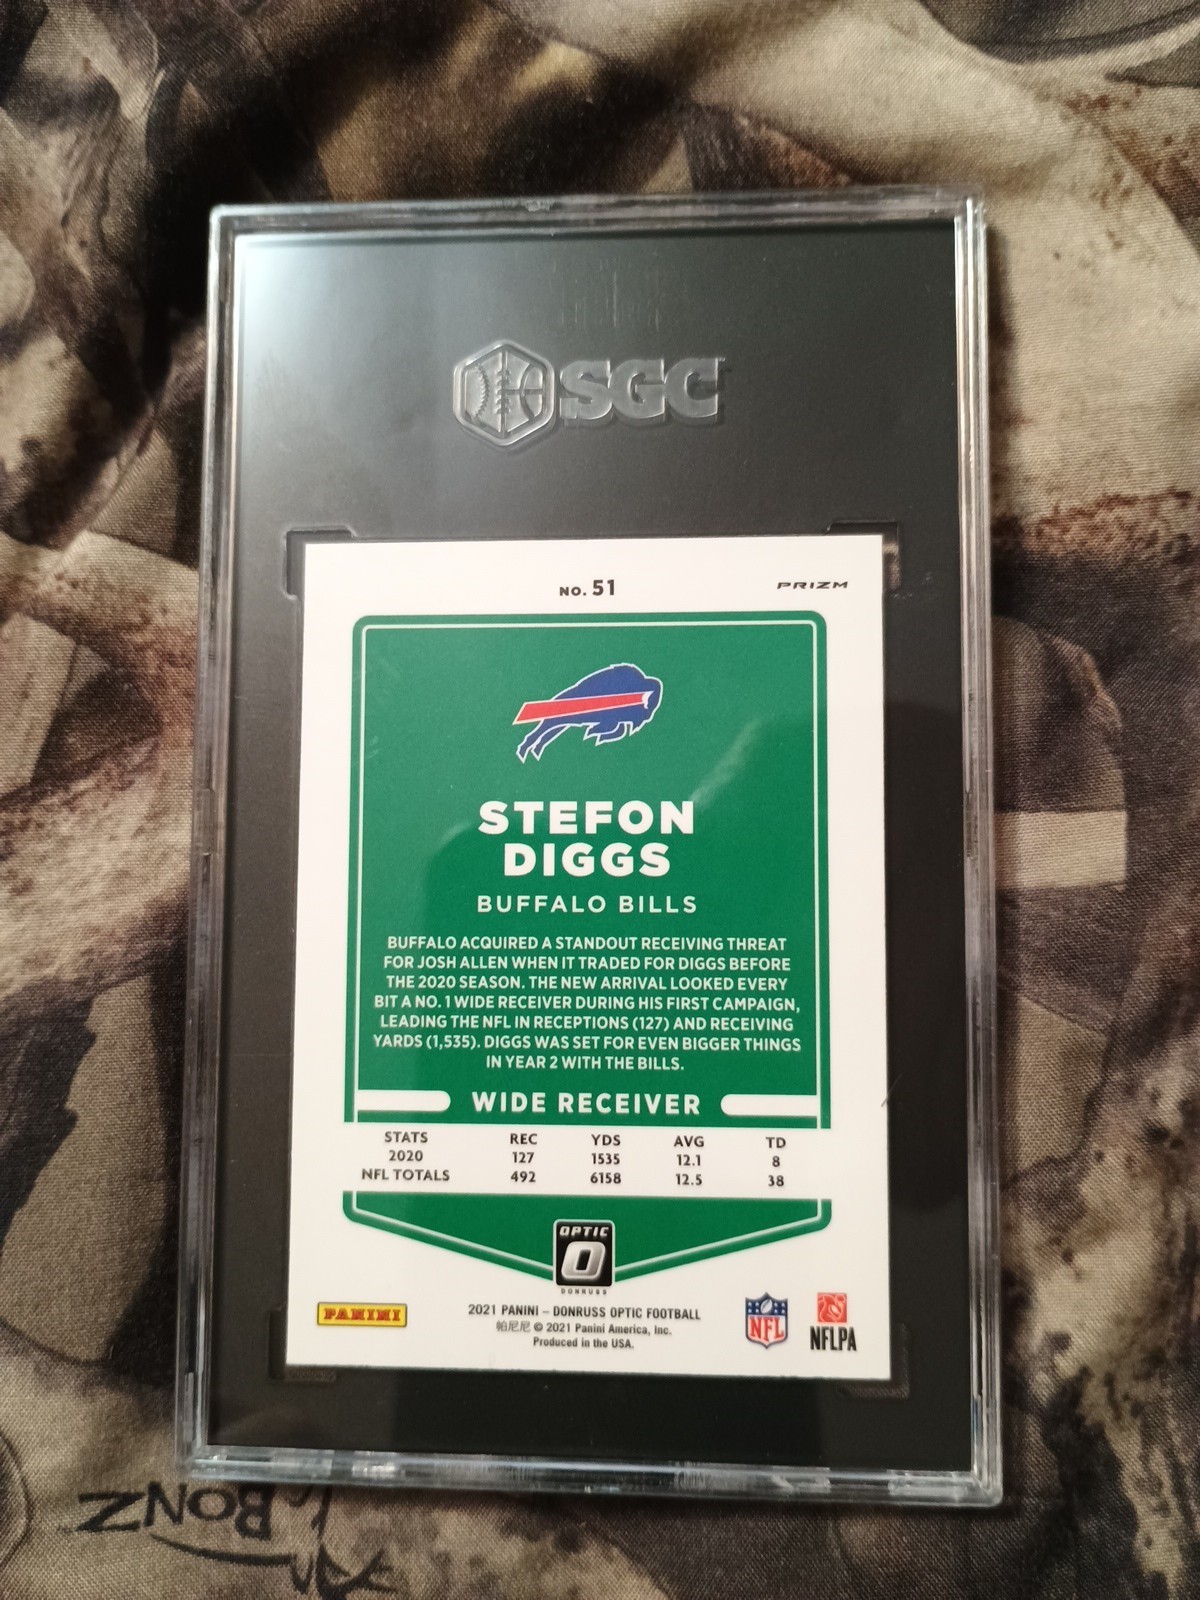 SGC
NO. 51
PRIZM
STEFON
DIGGS
BUFFALO BILLS
BUFFALO ACQUIRED A STANDOUT RECEIVING THREAT
FOR JOSH ALLEN WHEN IT TRADED FOR DIGGS BEFORE
THE 2020 SEASON. THE NEW ARRIVAL LOOKED EVERY
BIT A NO. 1 WIDE RECEIVER DURING HIS FIRST CAMPAIGN,
LEADING THE NFL IN RECEPTIONS (127) AND RECEIVING
YARDS (1,535). DIGGS WAS SET FOR EVEN BIGGER THINGS
IN YEAR 2 WITH THE BILLS.
WIDE RECEIVER
STATS REC YDS AVG TD
2020 127 1535 12.1 8
NFL TOTALS 492 6158 12.5 38
OPTIC
O
DONRUSS
PANINI
2021 PANINI – DONRUSS OPTIC FOOTBALL
帕尼尼 © 2021 Panini America, Inc.
Produced in the USA.
NFL
NFLPA
BONZ